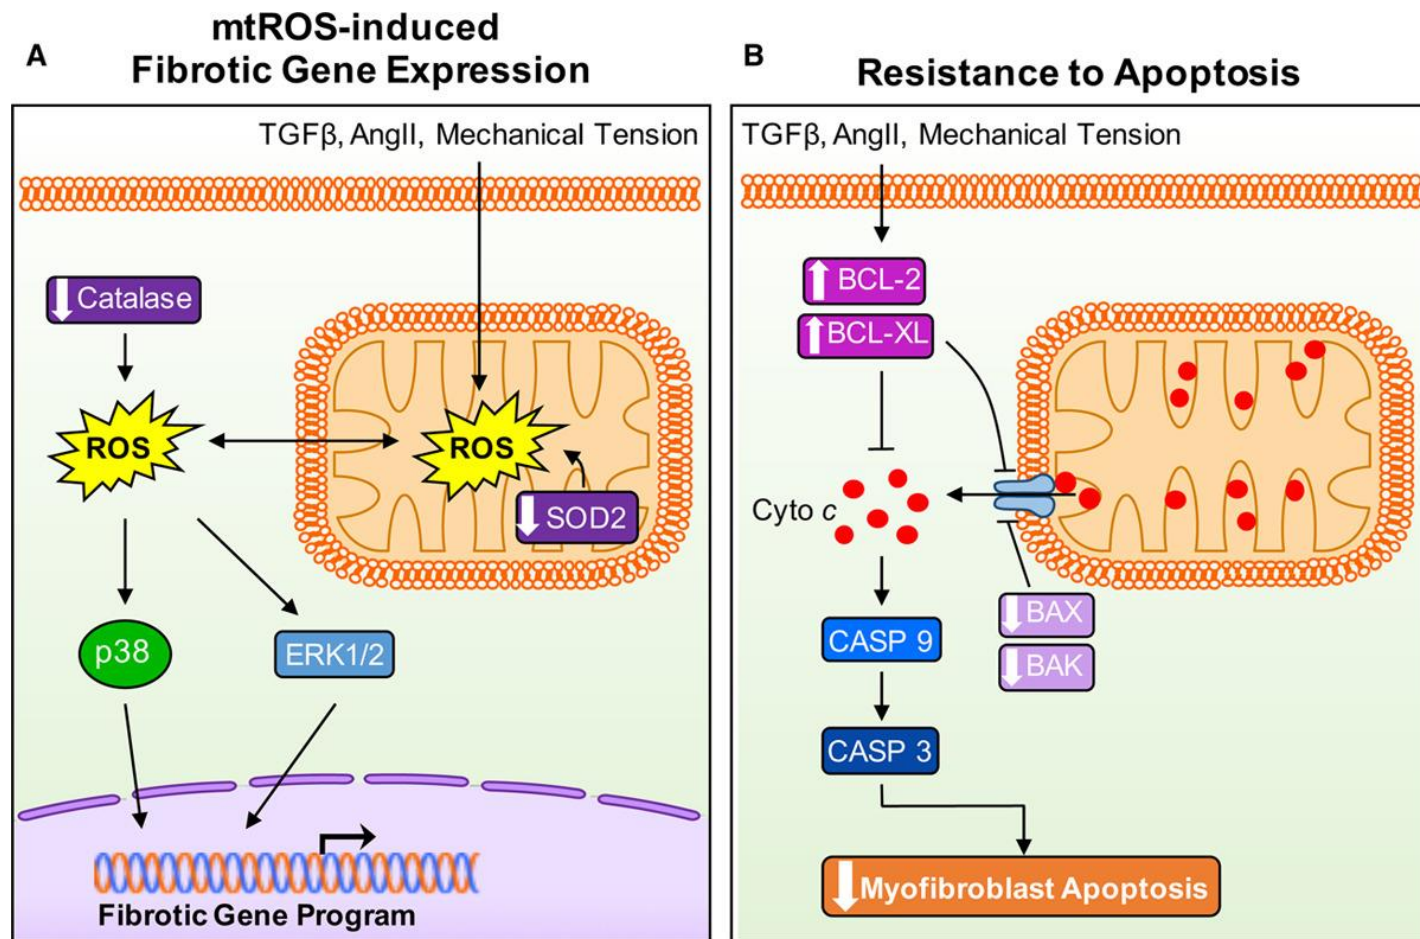 A
mtROS-induced
Fibrotic Gene Expression
TGFβ, AngII, Mechanical Tension
Catalase
ROS
ROS
SOD2
p38
ERK1/2
Fibrotic Gene Program
B
Resistance to Apoptosis
TGFβ, AngII, Mechanical Tension
BCL-2
BCL-XL
Cyto c
BAX
BAK
CASP 9
CASP 3
Myofibroblast Apoptosis